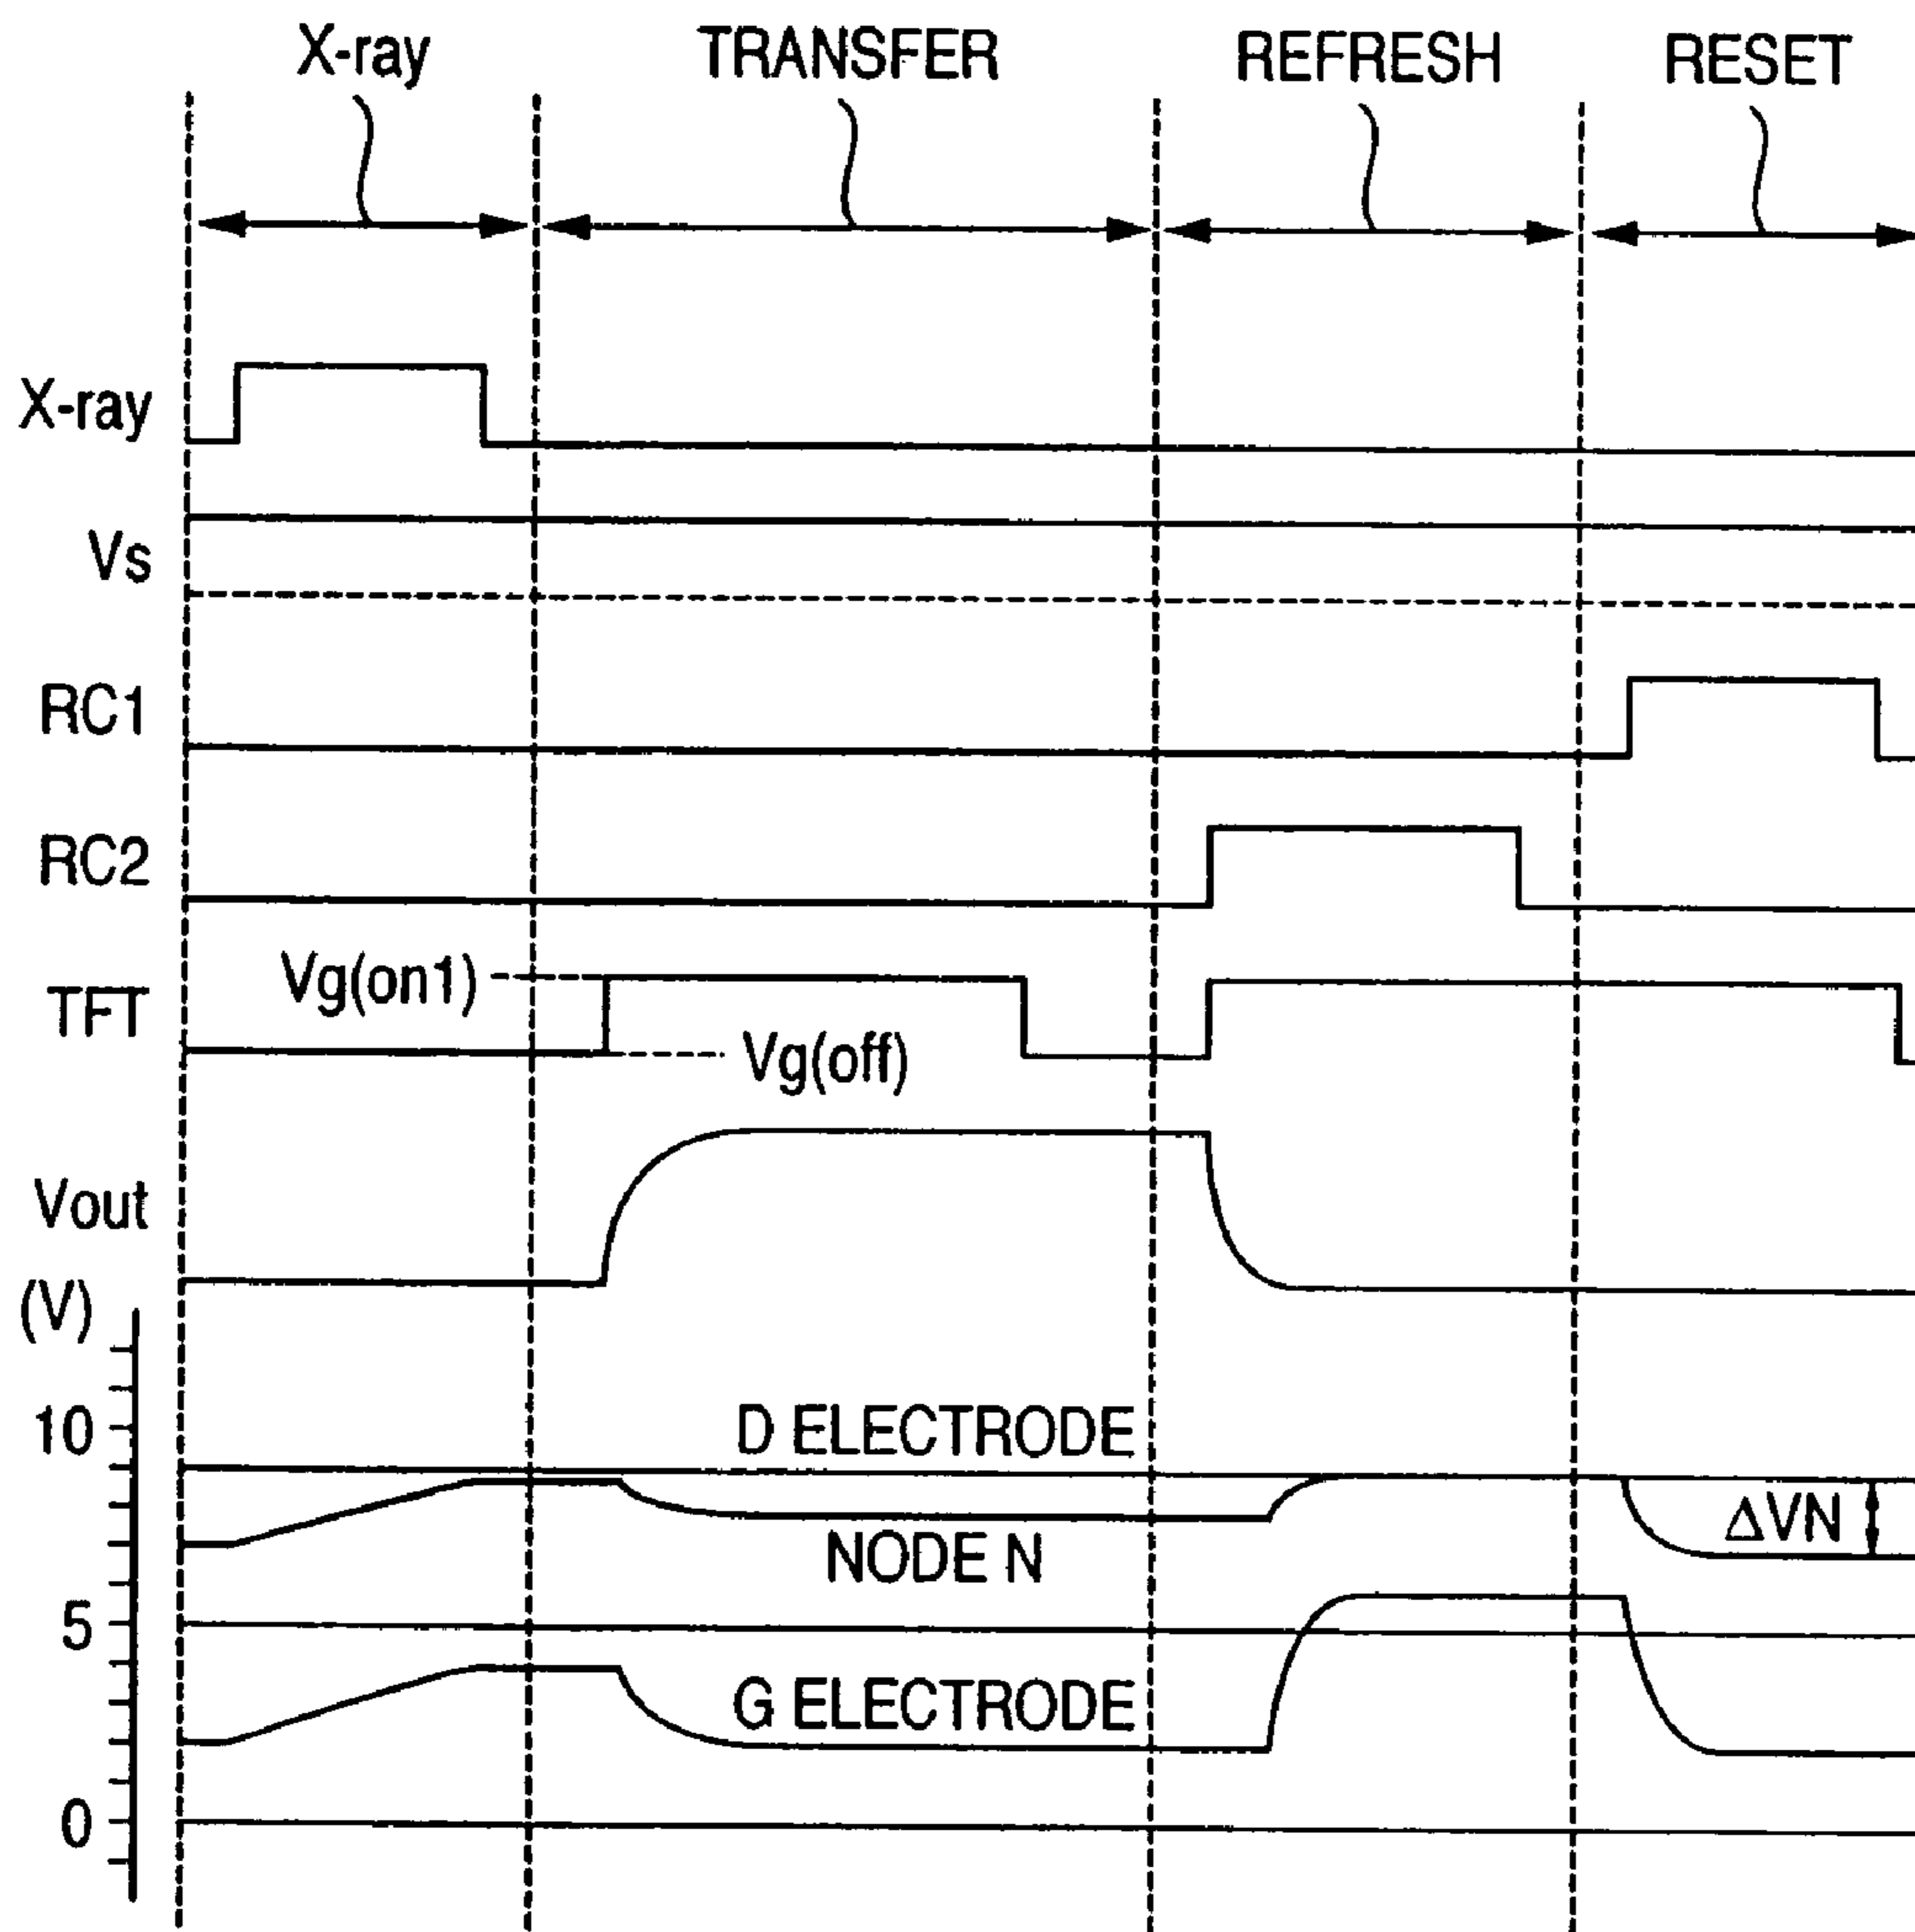 X-ray TRANSFER REFRESH RESET
X-ray
Vs
RC1
RC2
Vg(on1)
TFT
Vg(off)
Vout
(V)
10
D ELECTRODE
ΔVN
NODE N
5
G ELECTRODE
0